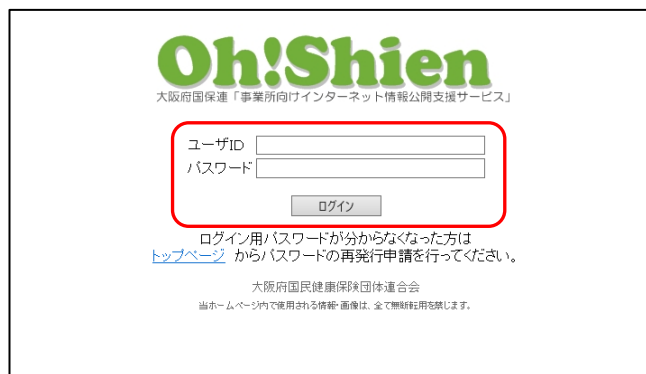 Oh!Shien
大阪府国保連「事業所向けインターネット情報公開支援サービス」
ユーザID
パスワード
ログイン
ログイン用パスワードが分からなくなった方は
トップページ からパスワードの再発行申請を行ってください。
大阪府国民健康保険団体連合会
当ホームページ内で使用される情報・画像は、全て無断転用を禁じます。